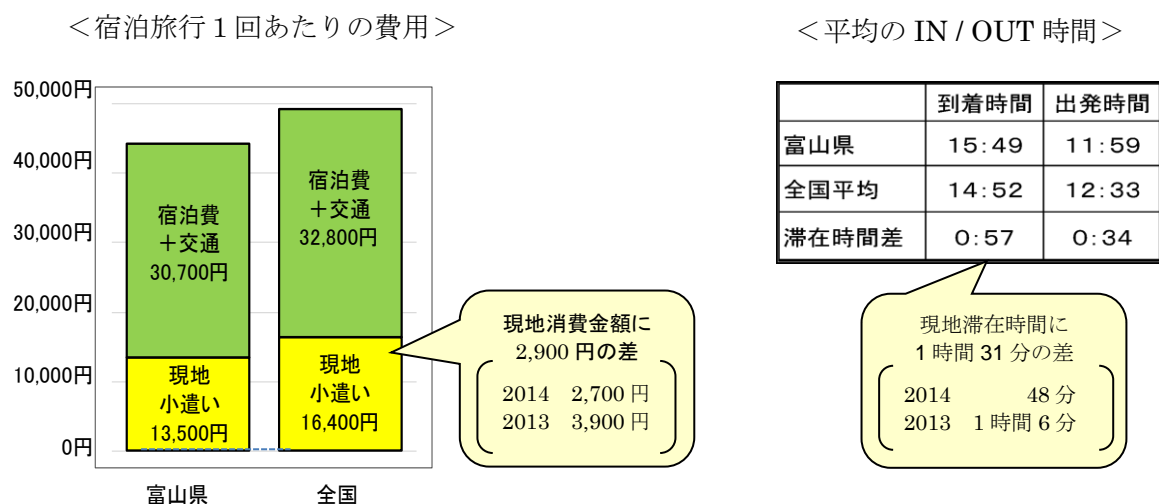 ＜宿泊旅行１回あたりの費用＞
50,000円
40,000円
30,000円
20,000円
10,000円
0円
宿泊費
＋交通
30,700円
現地
小遣い
13,500円
富山県
宿泊費
＋交通
32,800円
現地
小遣い
16,400円
全国
現地消費金額に
2,900 円の差
2014 2,700 円
2013 3,900 円
＜平均の IN / OUT 時間＞
到着時間 出発時間
富山県 15:49 11:59
全国平均 14:52 12:33
滞在時間差 0:57 0:34
現地滞在時間に
1 時間 31 分の差
2014 48 分
2013 1 時間 6 分